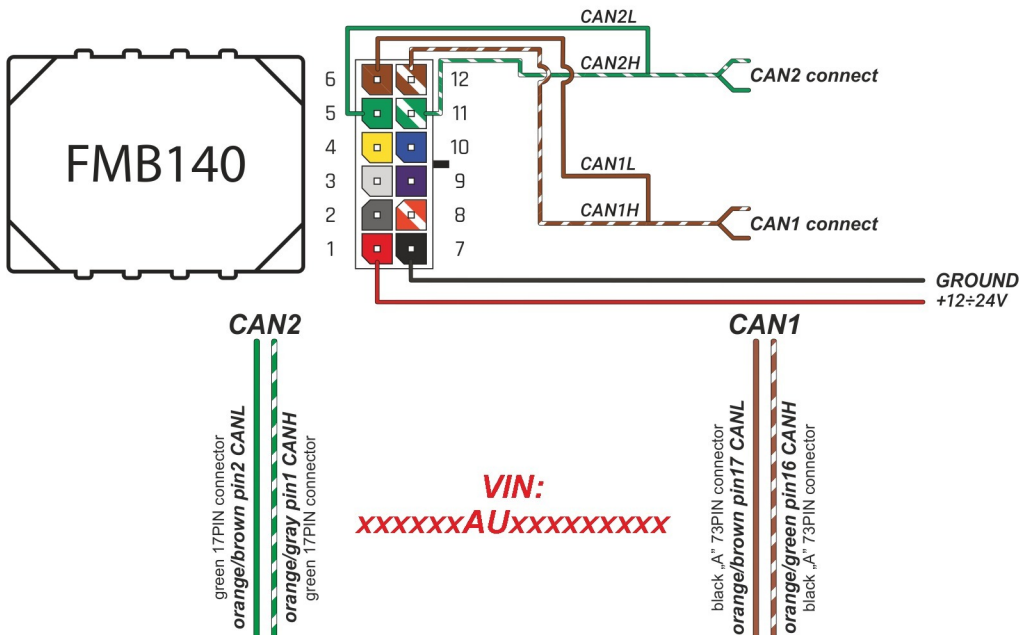 CAN2L
CAN2H
CAN2 connect
FMB140
6
12
5
11
4
10
3
9
2
8
1
7
CAN1L
CAN1H
CAN1 connect
GROUND
+12÷24V
CAN2
CAN1
green 17PIN connector
orange/brown pin2 CANL
orange/gray pin1 CANH
green 17PIN connector
VIN:
xxxxxxAUxxxxxxxxx
black „A” 73PIN connector
orange/brown pin17 CANL
orange/green pin16 CANH
black „A” 73PIN connector